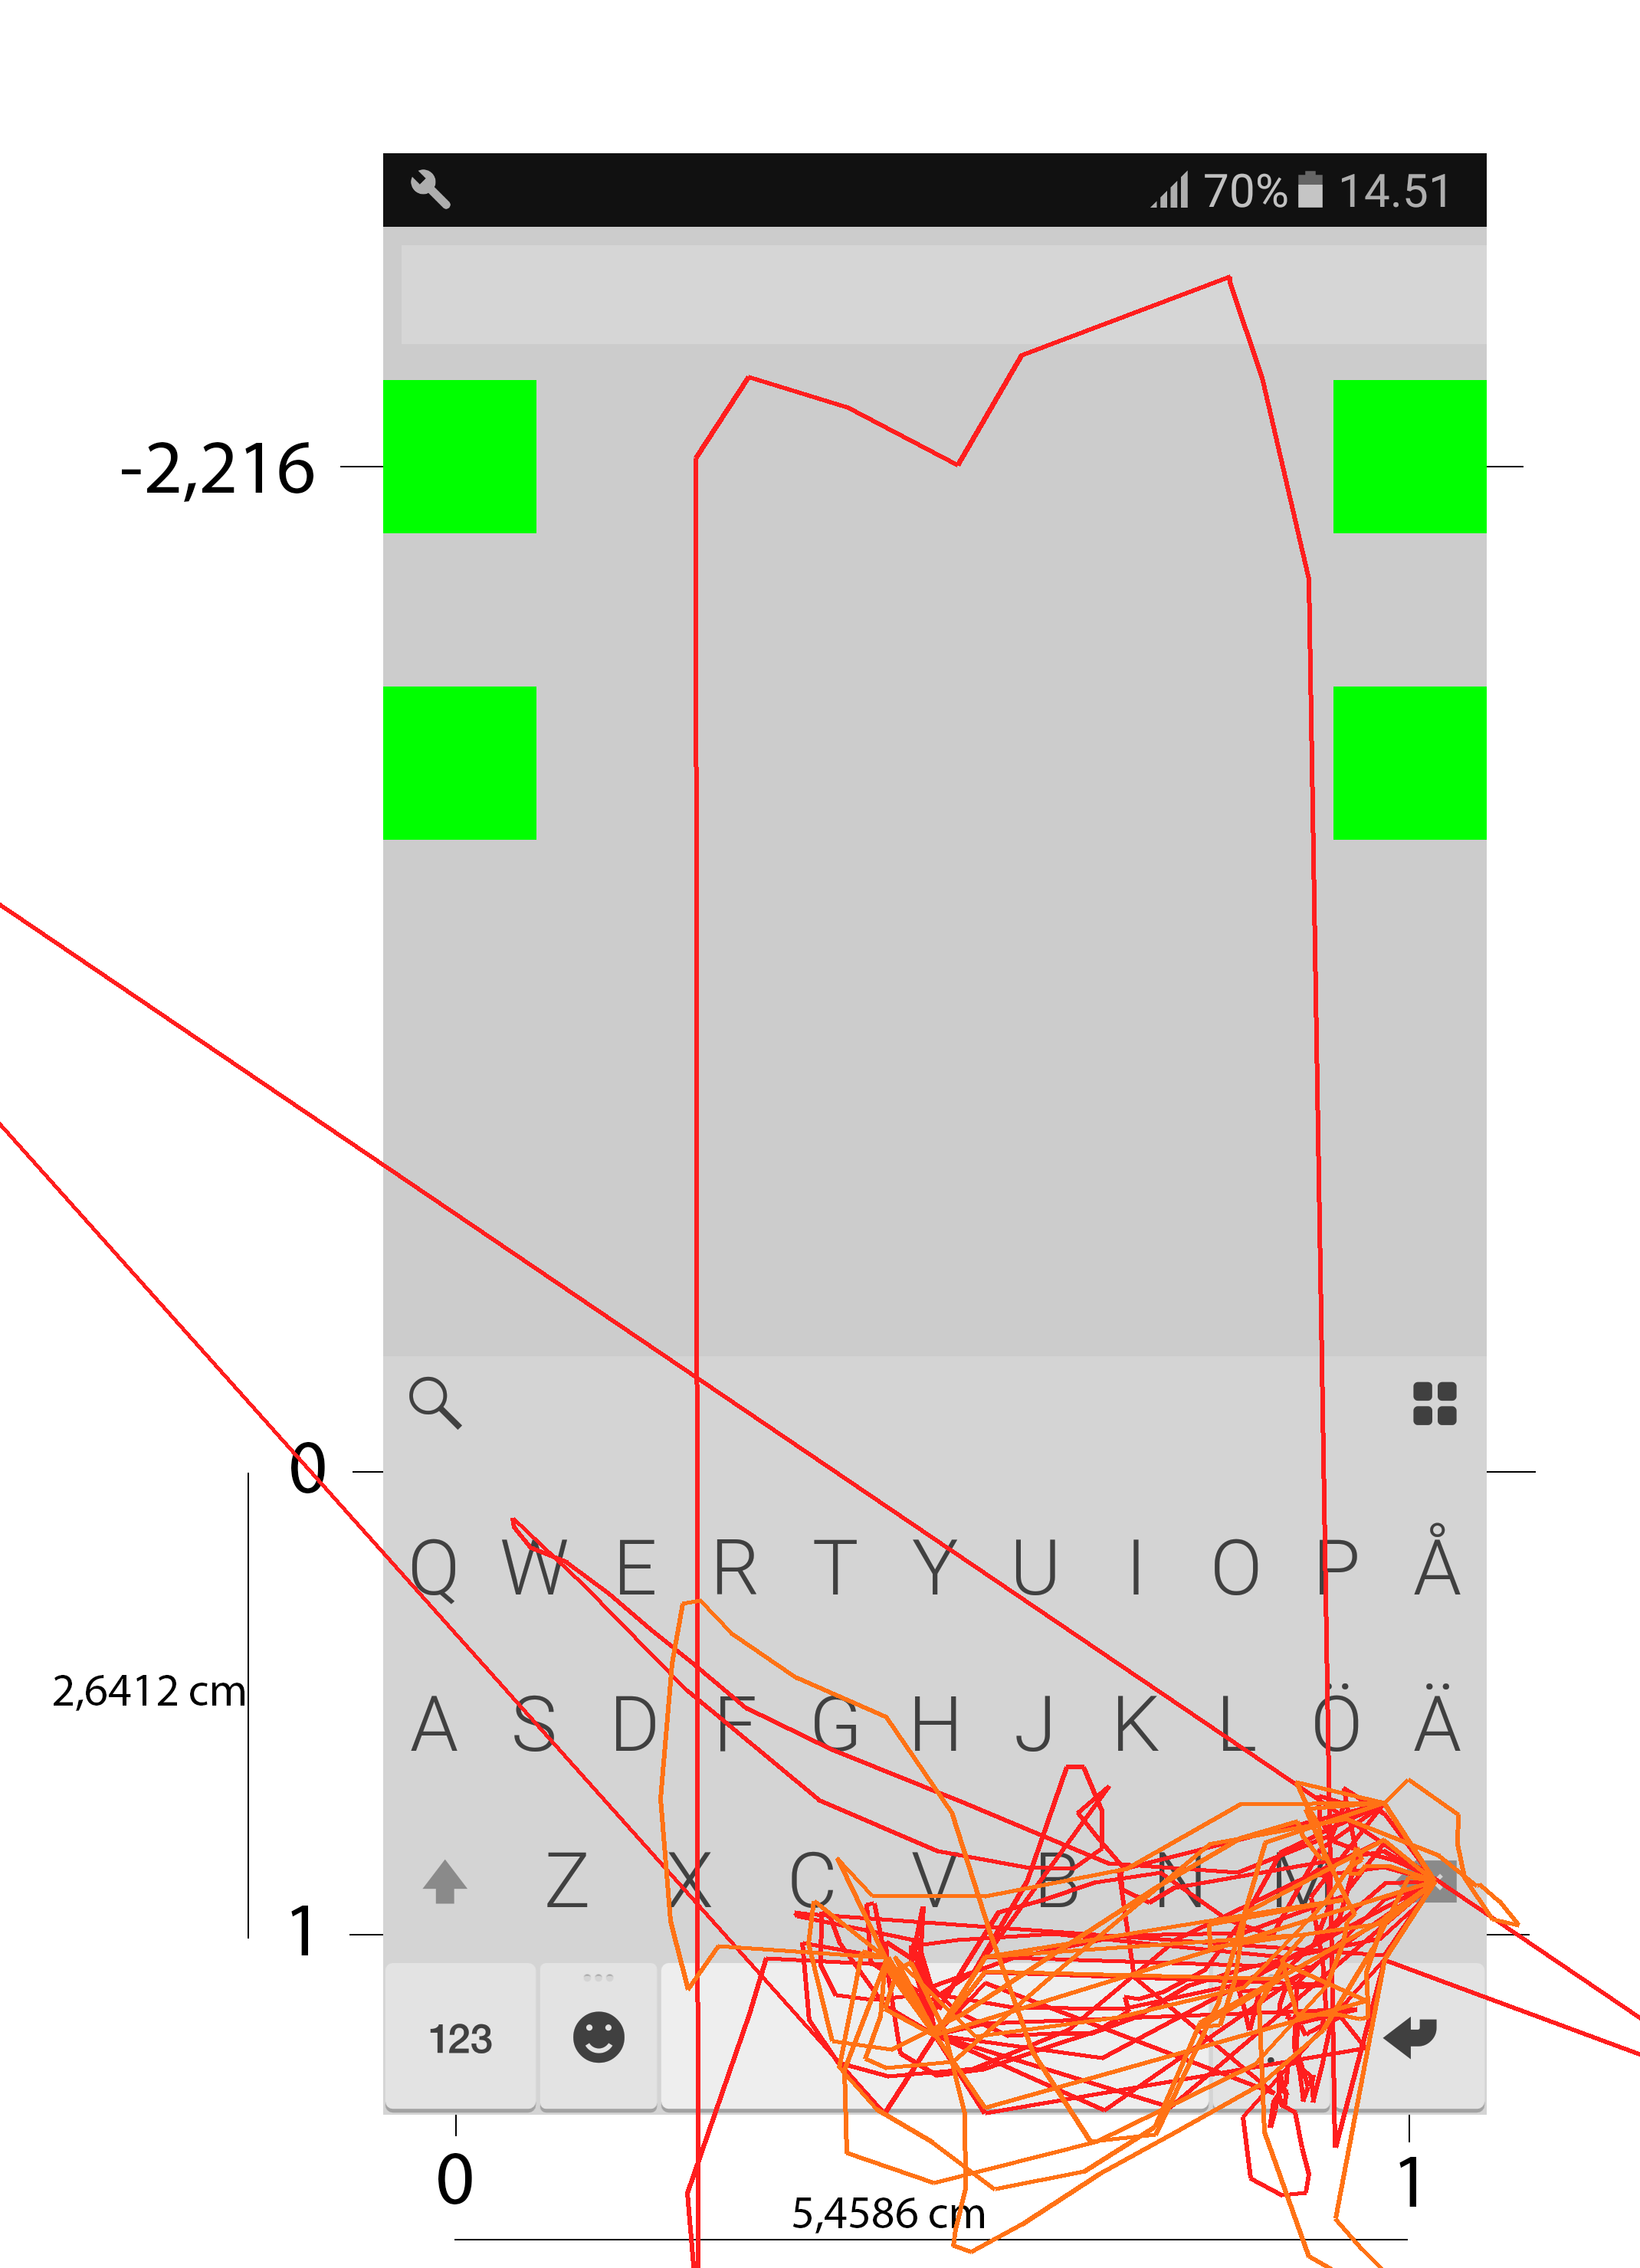 70% 14.51
-2,216
0
Q W E R T Y U I O P Å
2,6412 cm
A S D F G H J K L Ö Ä
Z X C V B N M
1
123
.
0 1
5,4586 cm